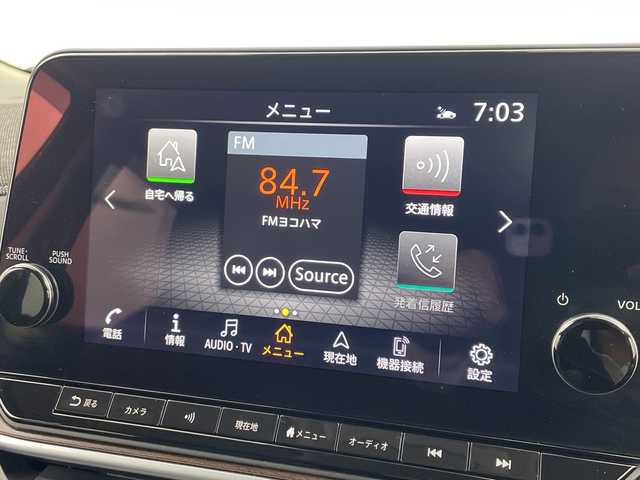 メニュー
7:03
FM
84.7
MHz
FMヨコハマ
Source
自宅へ帰る
交通情報
発着信履歴
電話
情報
AUDIO・TV
メニュー
現在地
機器接続
設定
TUNE・
SCROLL
PUSH
SOUND
VOL
戻る
カメラ
現在地
メニュー
オーディオ